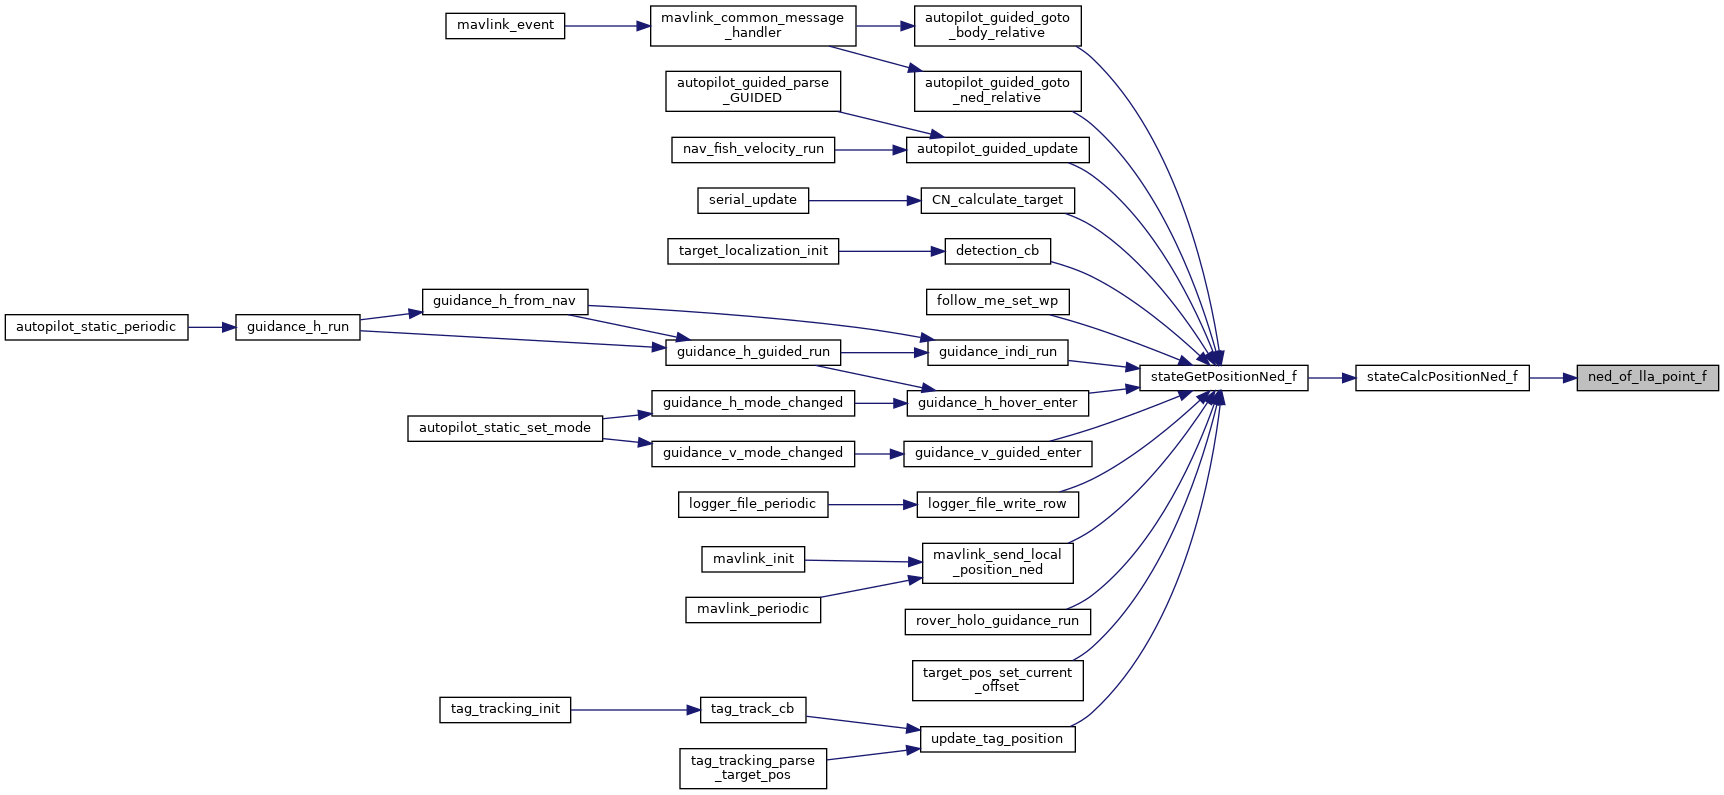 mavlink_event
mavlink_common_message
_handler
autopilot_guided_goto
_body_relative
autopilot_guided_parse
_GUIDED
autopilot_guided_goto
_ned_relative
nav_fish_velocity_run
autopilot_guided_update
serial_update
CN_calculate_target
target_localization_init
detection_cb
follow_me_set_wp
autopilot_static_periodic
guidance_h_run
guidance_h_from_nav
guidance_h_guided_run
guidance_indi_run
stateGetPositionNed_f
stateCalcPositionNed_f
ned_of_lla_point_f
autopilot_static_set_mode
guidance_h_mode_changed
guidance_h_hover_enter
guidance_v_mode_changed
guidance_v_guided_enter
logger_file_periodic
logger_file_write_row
mavlink_init
mavlink_send_local
_position_ned
mavlink_periodic
rover_holo_guidance_run
target_pos_set_current
_offset
tag_tracking_init
tag_track_cb
update_tag_position
tag_tracking_parse
_target_pos